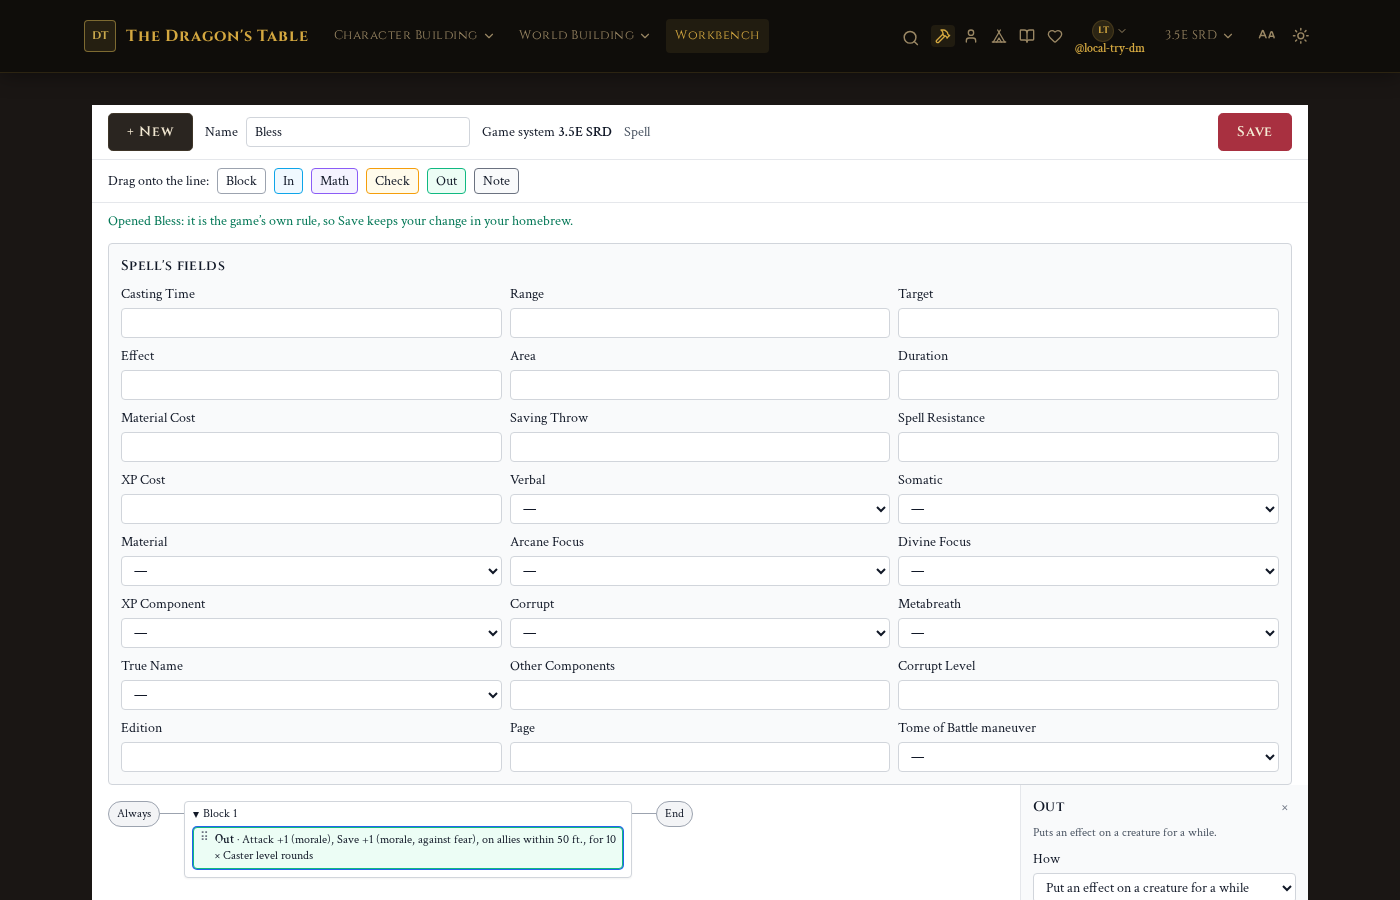 DT The Dragon's Table Character Building World Building Workbench LT @local-try-dm 3.5E SRD AA
+ New Name Bless Game system 3.5E SRD Spell Save
Drag onto the line: Block In Math Check Out Note
Opened Bless: it is the game's own rule, so Save keeps your change in your homebrew.
Spell's fields
Casting Time Range Target
Effect Area Duration
Material Cost Saving Throw Spell Resistance
XP Cost Verbal Somatic
— —
Material Arcane Focus Divine Focus
— — —
XP Component Corrupt Metabreath
— — —
True Name Other Components Corrupt Level
—
Edition Page Tome of Battle maneuver
—
Always ▾ Block 1 End
Out · Attack +1 (morale), Save +1 (morale, against fear), on allies within 50 ft., for 10
× Caster level rounds
Out ×
Puts an effect on a creature for a while.
How
Put an effect on a creature for a while